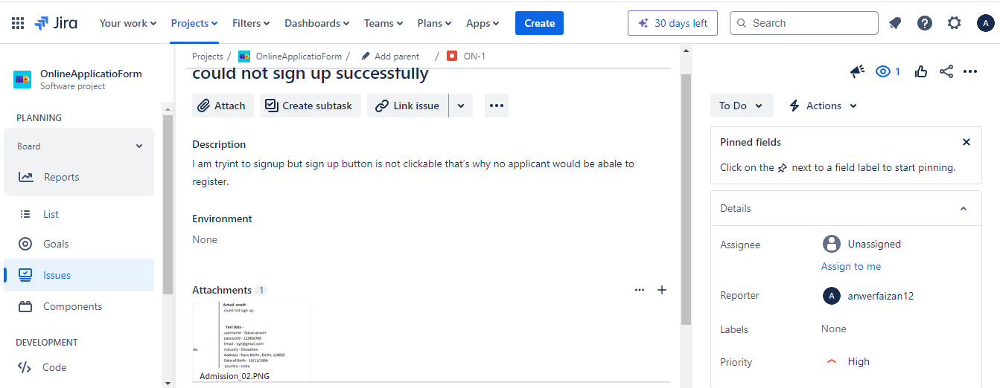 Jira
Your work
Projects
Filters
Dashboards
Teams
Plans
Apps
Create
30 days left
Search
A
OnlineApplicatioForm
Software project
PLANNING
Board
Reports
List
Goals
Issues
Components
DEVELOPMENT
Code
Projects / OnlineApplicatioForm / Add parent / ON-1
could not sign up successfully
Attach
Create subtask
Link issue
Description
I am tryint to signup but sign up button is not clickable that's why no applicant would be abale to
register.
Environment
None
Attachments 1
Actual result -
could not sign up.
Test data -
username - faizan anwer
password - 123456789
Email - xyz@gmail.com
Industry - Education
Address - New Delhi, Delhi, 110025
Date of Birth - 19/11/1999
country - India
es
Admission_02.PNG
1
To Do
Actions
Pinned fields
Click on the next to a field label to start pinning.
Details
Assignee
Unassigned
Assign to me
Reporter
A
anwerfaizan12
Labels
None
Priority
High